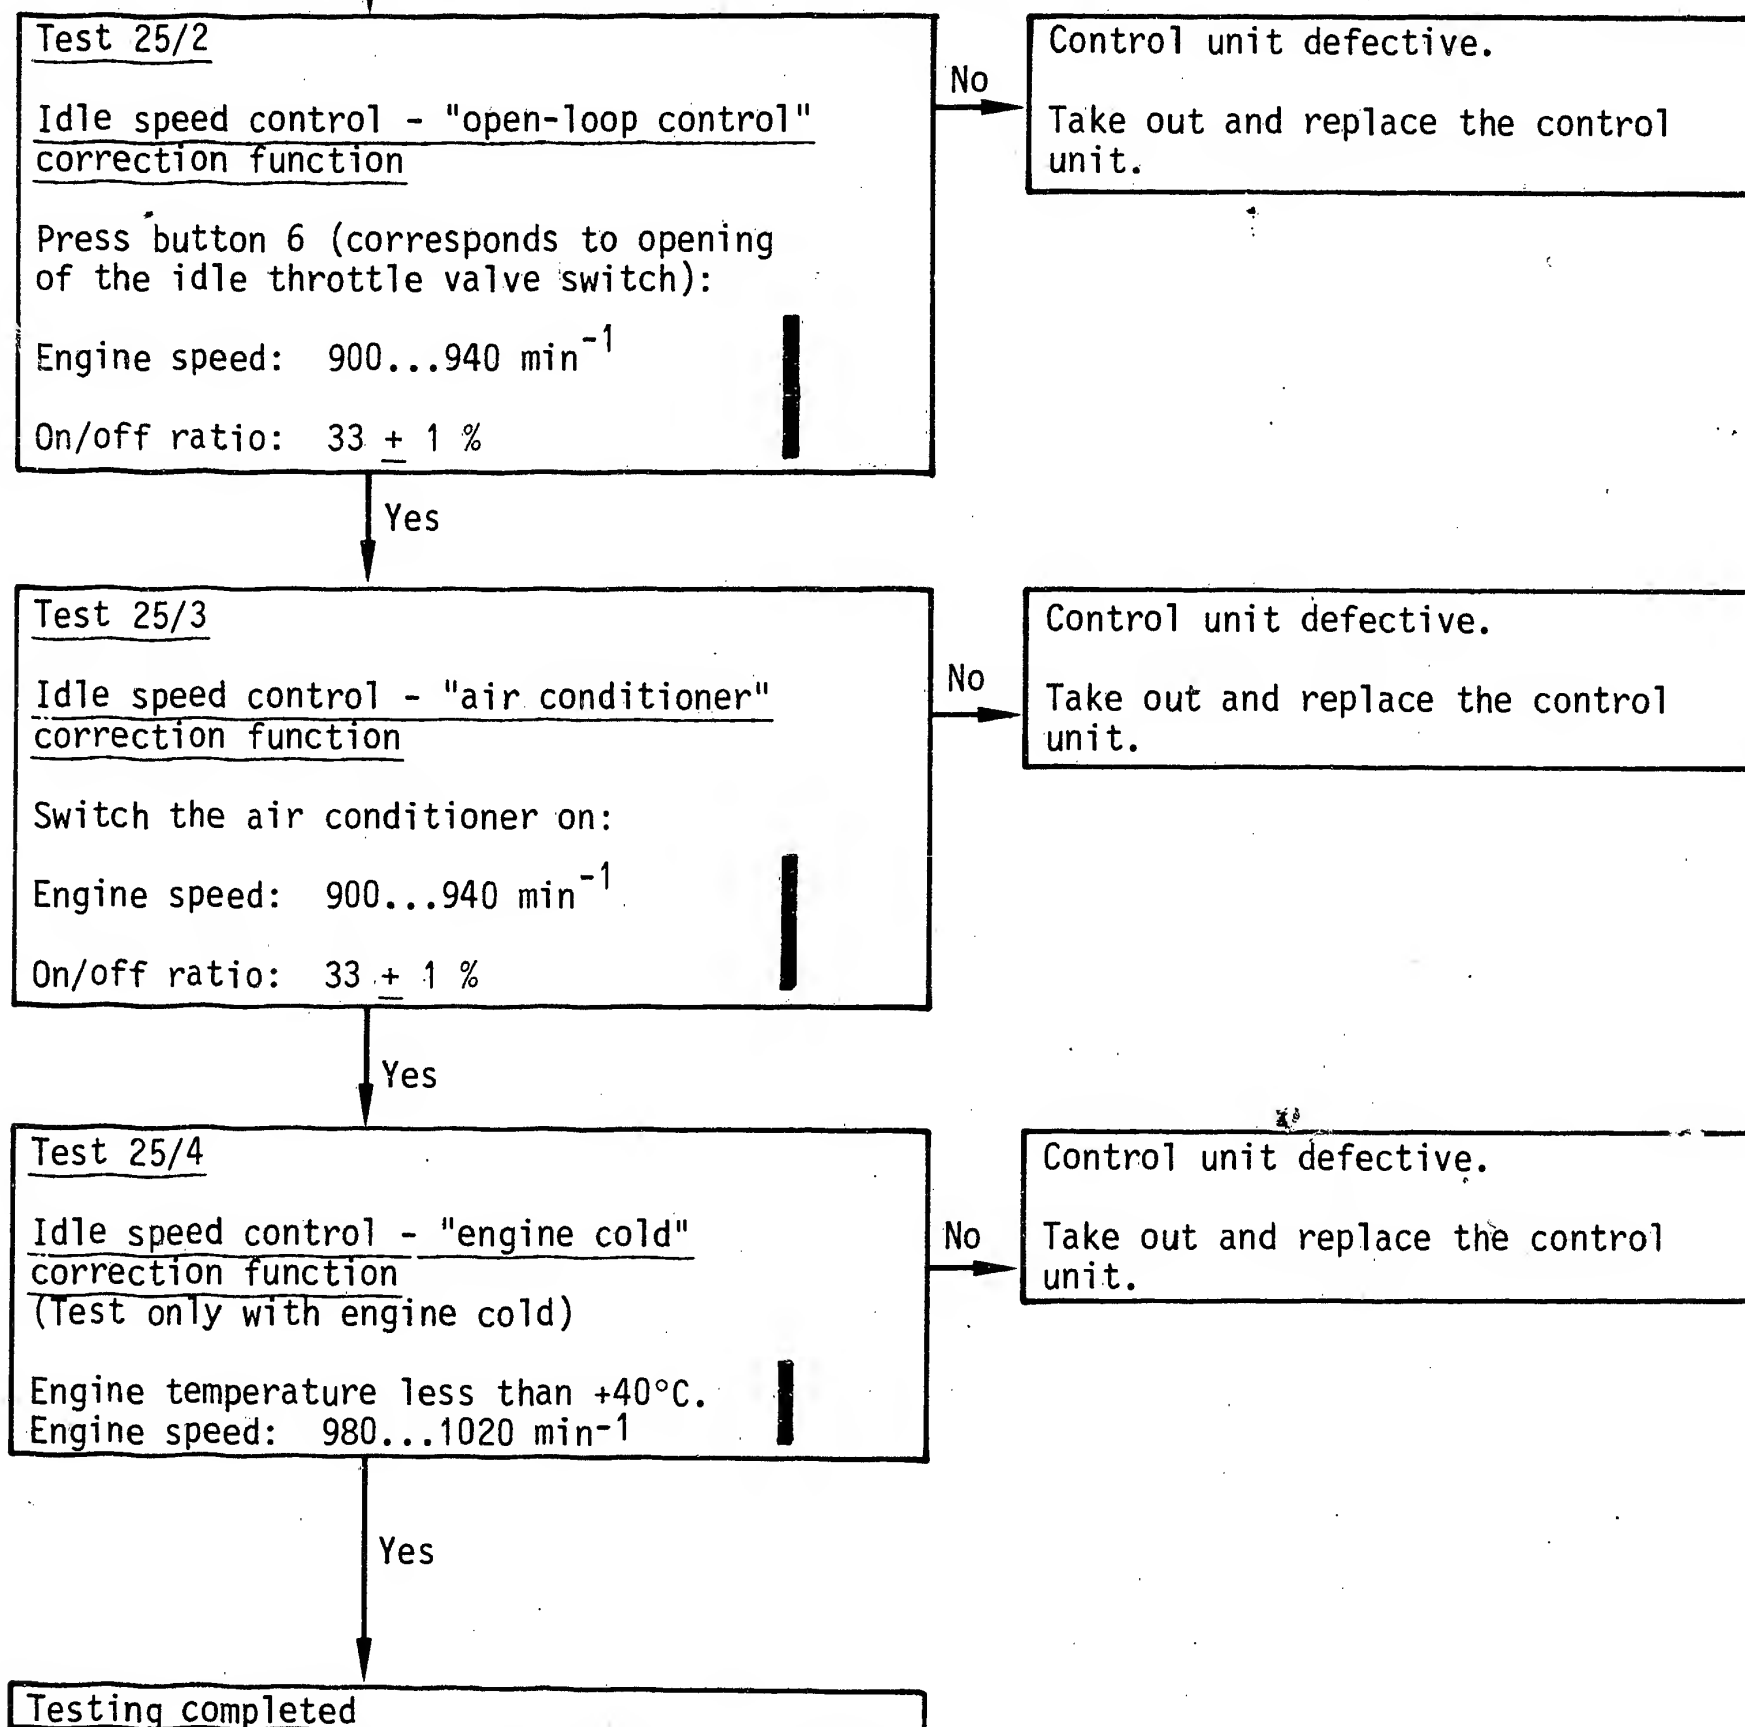 Test 25/2
Idle speed control - "open-loop control"
correction function
Press button 6 (corresponds to opening
of the idle throttle valve switch):
Engine speed: 900...940 min⁻¹
On/off ratio: 33 ± 1 %
No
Control unit defective.
Take out and replace the control
unit.
Yes
Test 25/3
Idle speed control - "air conditioner"
correction function
Switch the air conditioner on:
Engine speed: 900...940 min⁻¹
On/off ratio: 33 ± 1 %
No
Control unit defective.
Take out and replace the control
unit.
Yes
Test 25/4
Idle speed control - "engine cold"
correction function
(Test only with engine cold)
Engine temperature less than +40°C.
Engine speed: 980...1020 min⁻¹
No
Control unit defective.
Take out and replace the control
unit.
Yes
Testing completed